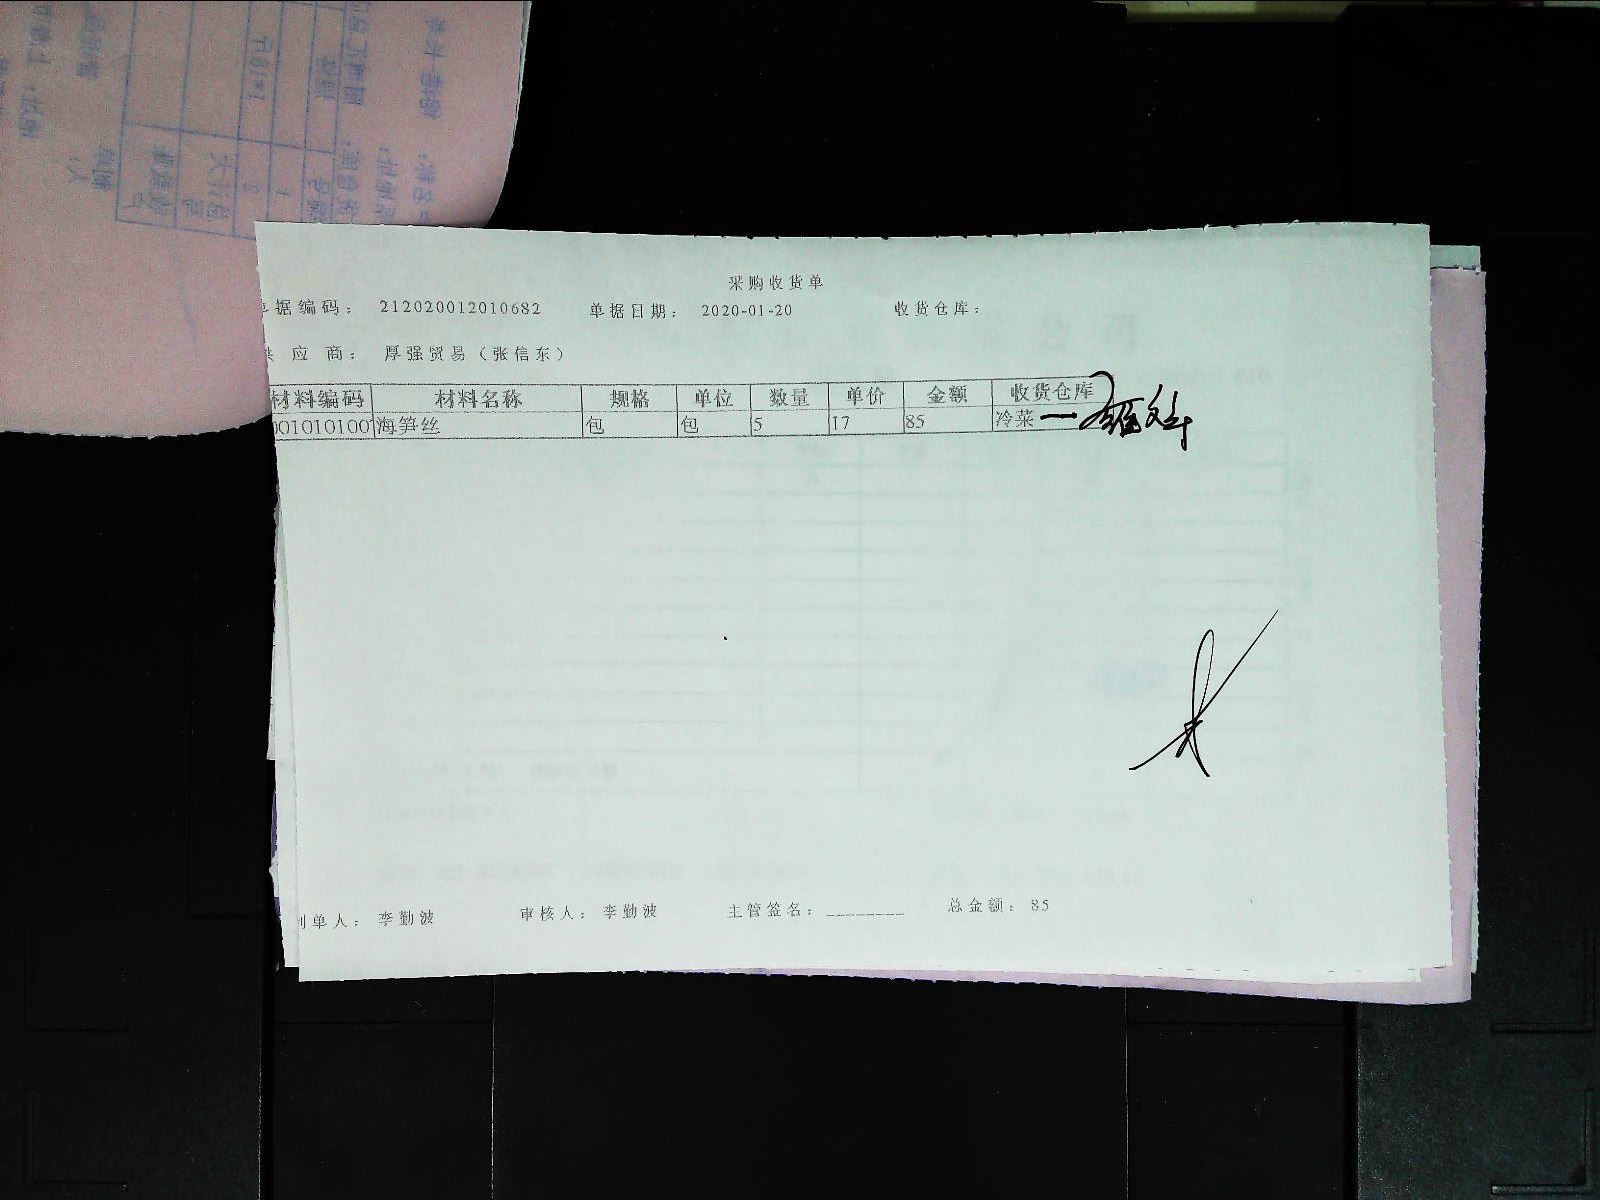 采购收货单
单据编码： 212020012010682 单据日期： 2020-01-20 收货仓库：
供应商： 厚强贸易（张信东）
材料编码 材料名称 规格 单位 数量 单价 金额 收货仓库
001010100 海笋丝 包 包 5 17 85 冷菜
制单人： 李勤波 审核人： 李勤波 主管签名： ________ 总金额： 85